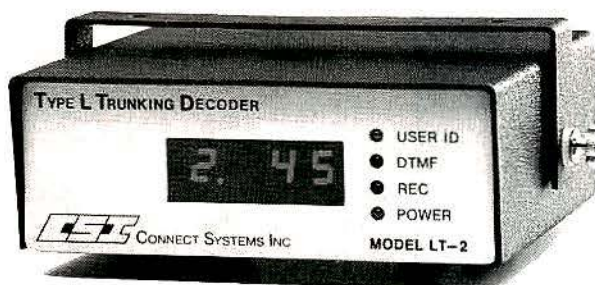 TYPE L TRUNKING DECODER
2. 45
USER ID
DTMF
REC
POWER
CSI CONNECT SYSTEMS INC
MODEL LT-2